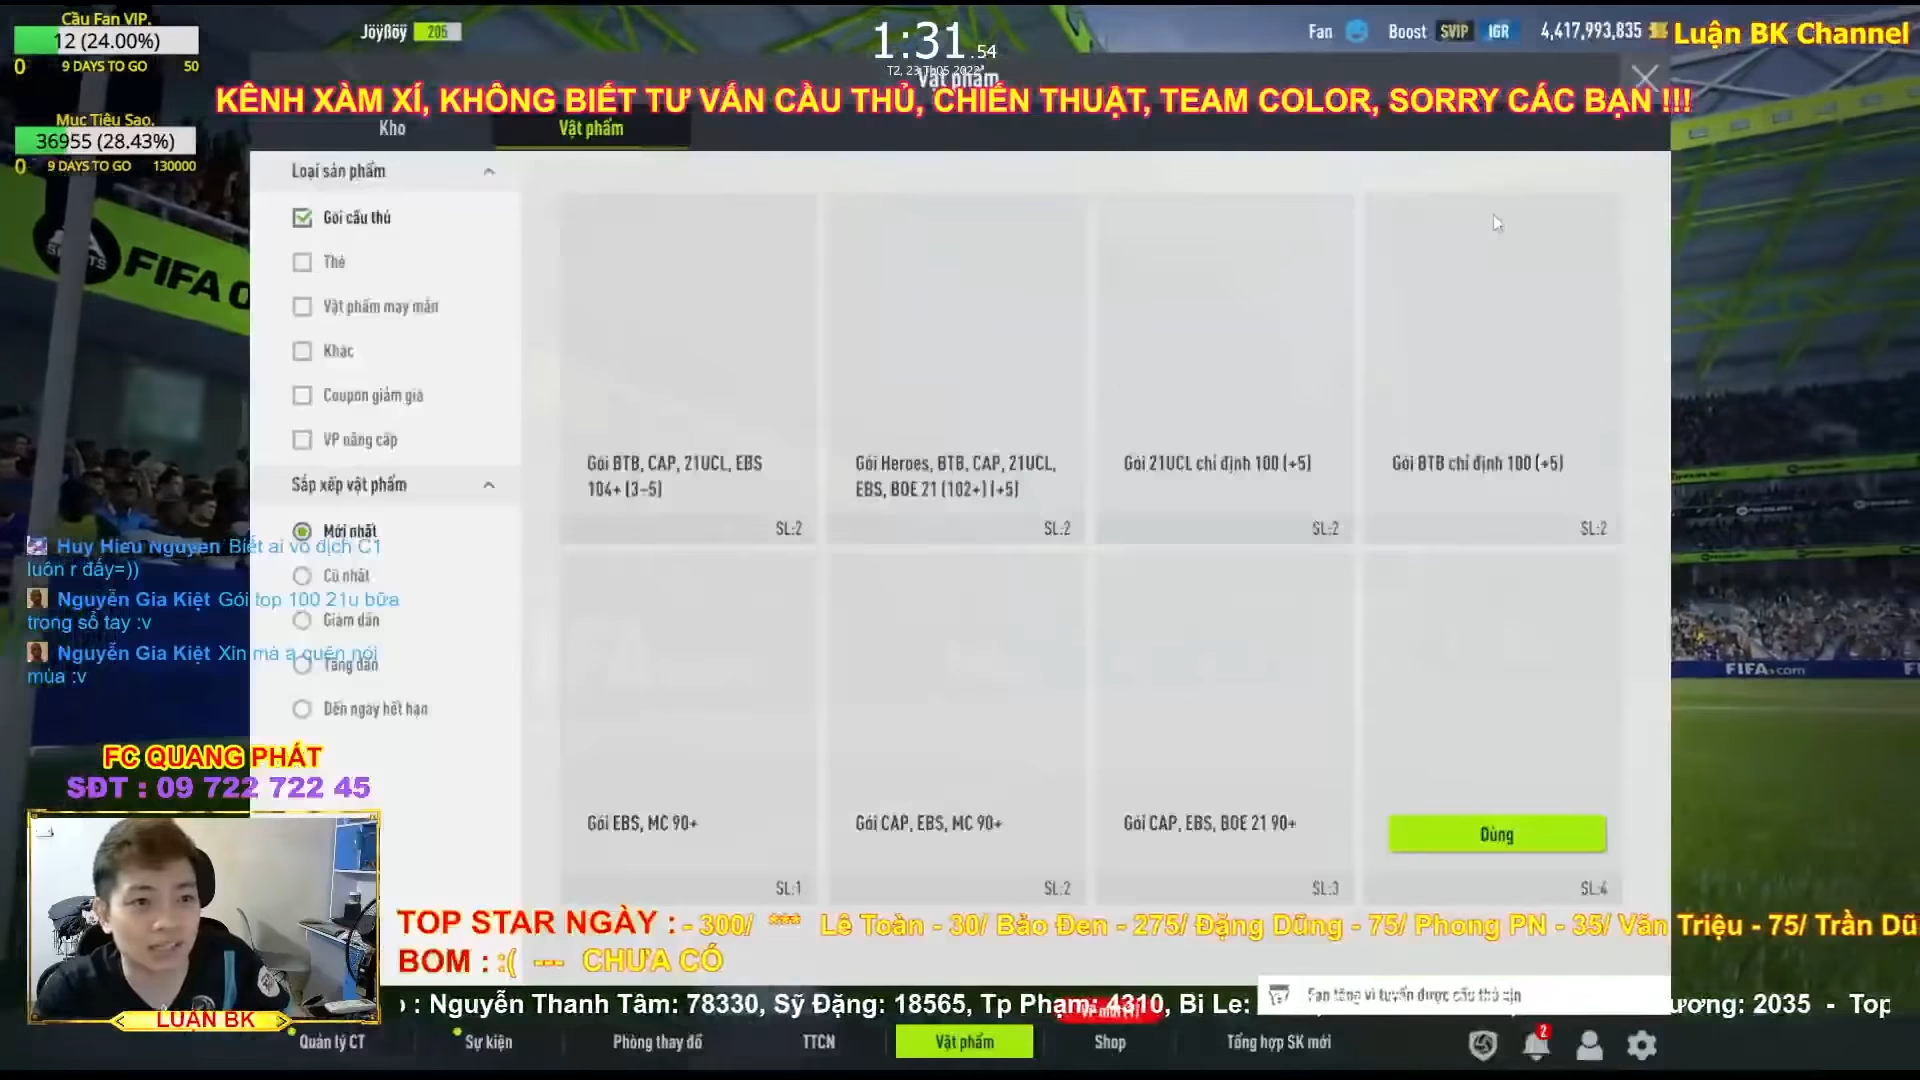 Cầu Fan VIP.
12 (24.00%)
0 9 DAYS TO GO 50
Mục Tiêu Sao.
36955 (28.43%)
0 9 DAYS TO GO 130000
JöyBöy 205
1:31.54
Fan Boost SVIP IGR 4,417,993,835
Luận BK Channel
Vật phẩm
KÊNH XÀM XÍ, KHÔNG BIẾT TƯ VẤN CẦU THỦ, CHIẾN THUẬT, TEAM COLOR, SORRY CÁC BẠN !!!
Kho
Vật phẩm
Loại sản phẩm
Gói cầu thủ
Thẻ
Vật phẩm may mắn
Khác
Coupon giảm giá
VP nâng cấp
Sắp xếp vật phẩm
Mới nhất
Cũ nhất
Giảm dần
Tăng dần
Đến ngày hết hạn
Gói BTB, CAP, 21UCL, EBS
104+ (3~5)
SL:2
Gói Heroes, BTB, CAP, 21UCL,
EBS, BOE 21 (102+) (+5)
SL:2
Gói 21UCL chỉ định 100 (+5)
SL:2
Gói BTB chỉ định 100 (+5)
SL:2
Gói EBS, MC 90+
SL:1
Gói CAP, EBS, MC 90+
SL:2
Gói CAP, EBS, BOE 21 90+
SL:3
Dùng
SL:4
Huy Hieu Nguyen Biết ai vô địch C1
luôn r đấy=))
Nguyễn Gia Kiệt Gói top 100 21u bữa
trong sổ tay :v
Nguyễn Gia Kiệt Xin mà a quên nói
mùa :v
FC QUANG PHÁT
SĐT : 09 722 722 45
LUẬN BK
FIFA O
FIFA.com
TOP STAR NGÀY : - 300/ *** Lê Toàn - 30/ Bảo Đen - 275/ Đặng Dũng - 75/ Phong PN - 35/ Văn Triệu - 75/ Trần Dũ
BOM : :( --- CHƯA CÓ
: Nguyễn Thanh Tâm: 78330, Sỹ Đặng: 18565, Tp Phạm: 4310, Bi Le: ương: 2035 - Top
Quản lý CT
Sự kiện
Phòng thay đồ
TTCN
Vật phẩm
Shop
Tổng hợp SK mới
2